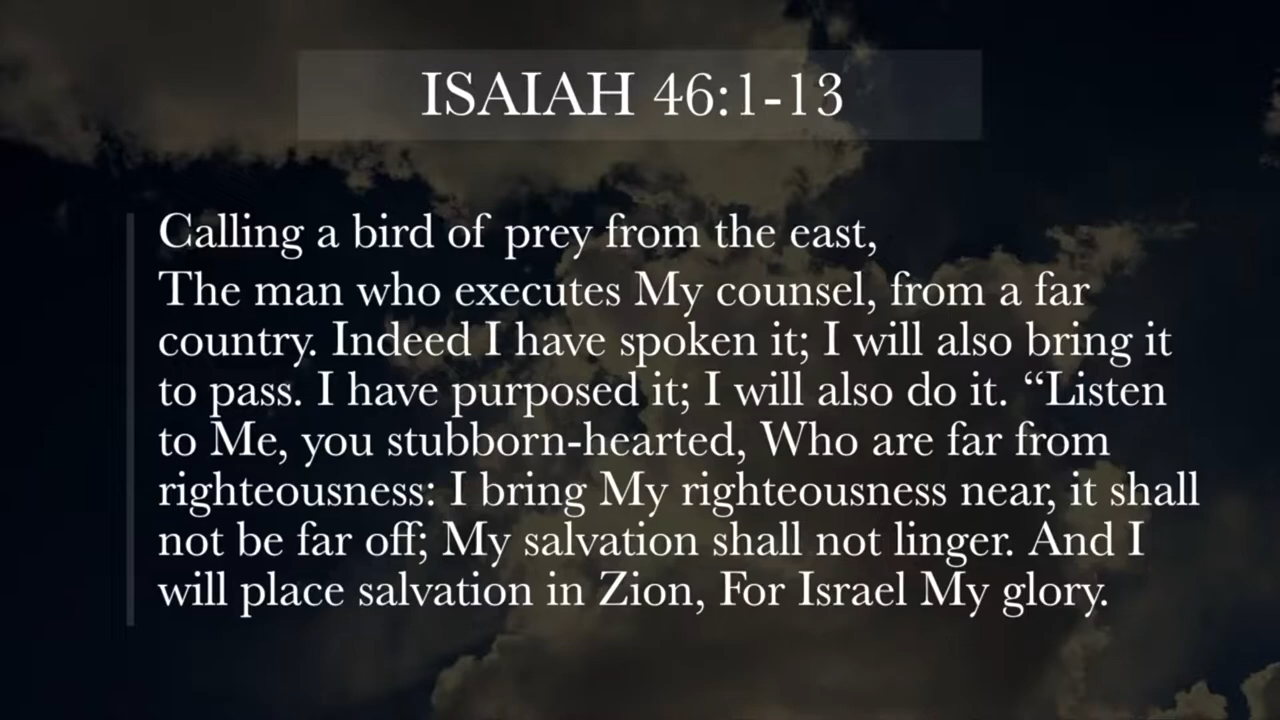 ISAIAH 46:1-13
Calling a bird of prey from the east,
The man who executes My counsel, from a far
country. Indeed I have spoken it; I will also bring it
to pass. I have purposed it; I will also do it. “Listen
to Me, you stubborn-hearted, Who are far from
righteousness: I bring My righteousness near, it shall
not be far off; My salvation shall not linger. And I
will place salvation in Zion, For Israel My glory.